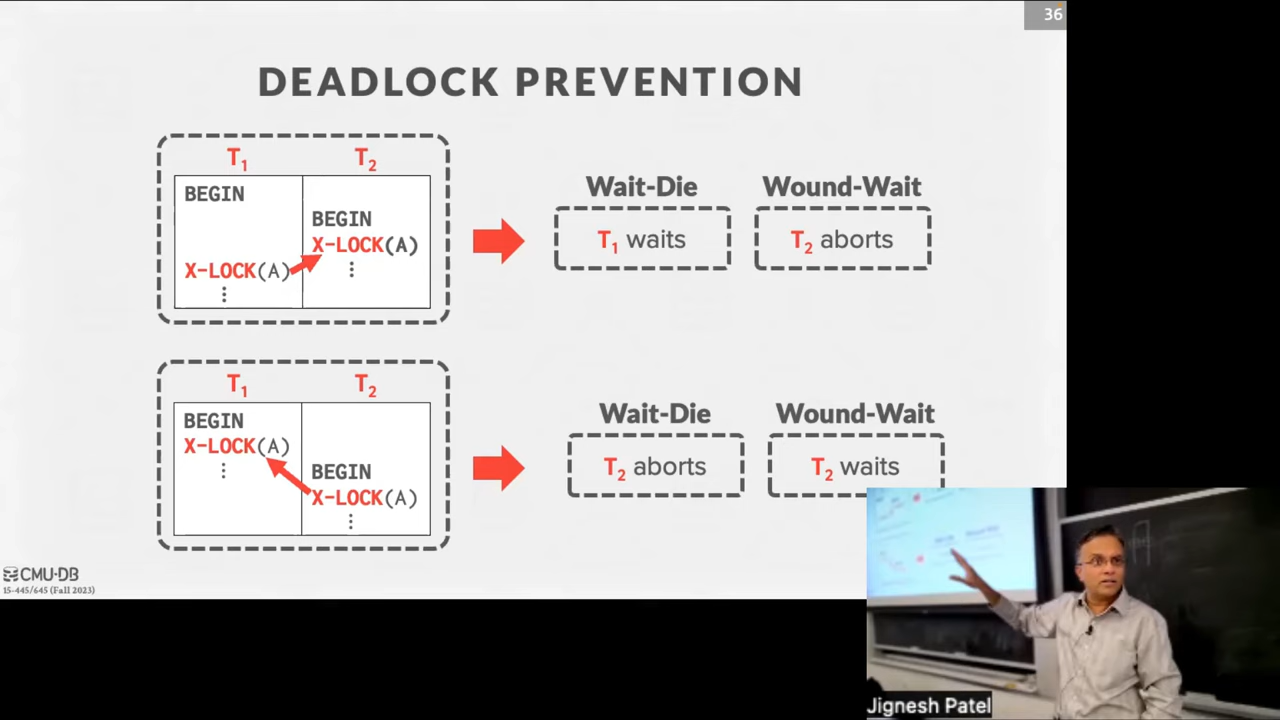 36
DEADLOCK PREVENTION
T1 T2
BEGIN
BEGIN
X-LOCK(A)
X-LOCK(A)
⋮
⋮
Wait-Die Wound-Wait
T1 waits T2 aborts
T1 T2
BEGIN
X-LOCK(A)
⋮
BEGIN
X-LOCK(A)
⋮
Wait-Die Wound-Wait
T2 aborts T2 waits
CMU·DB
15-445/645 (Fall 2023)
Jignesh Patel